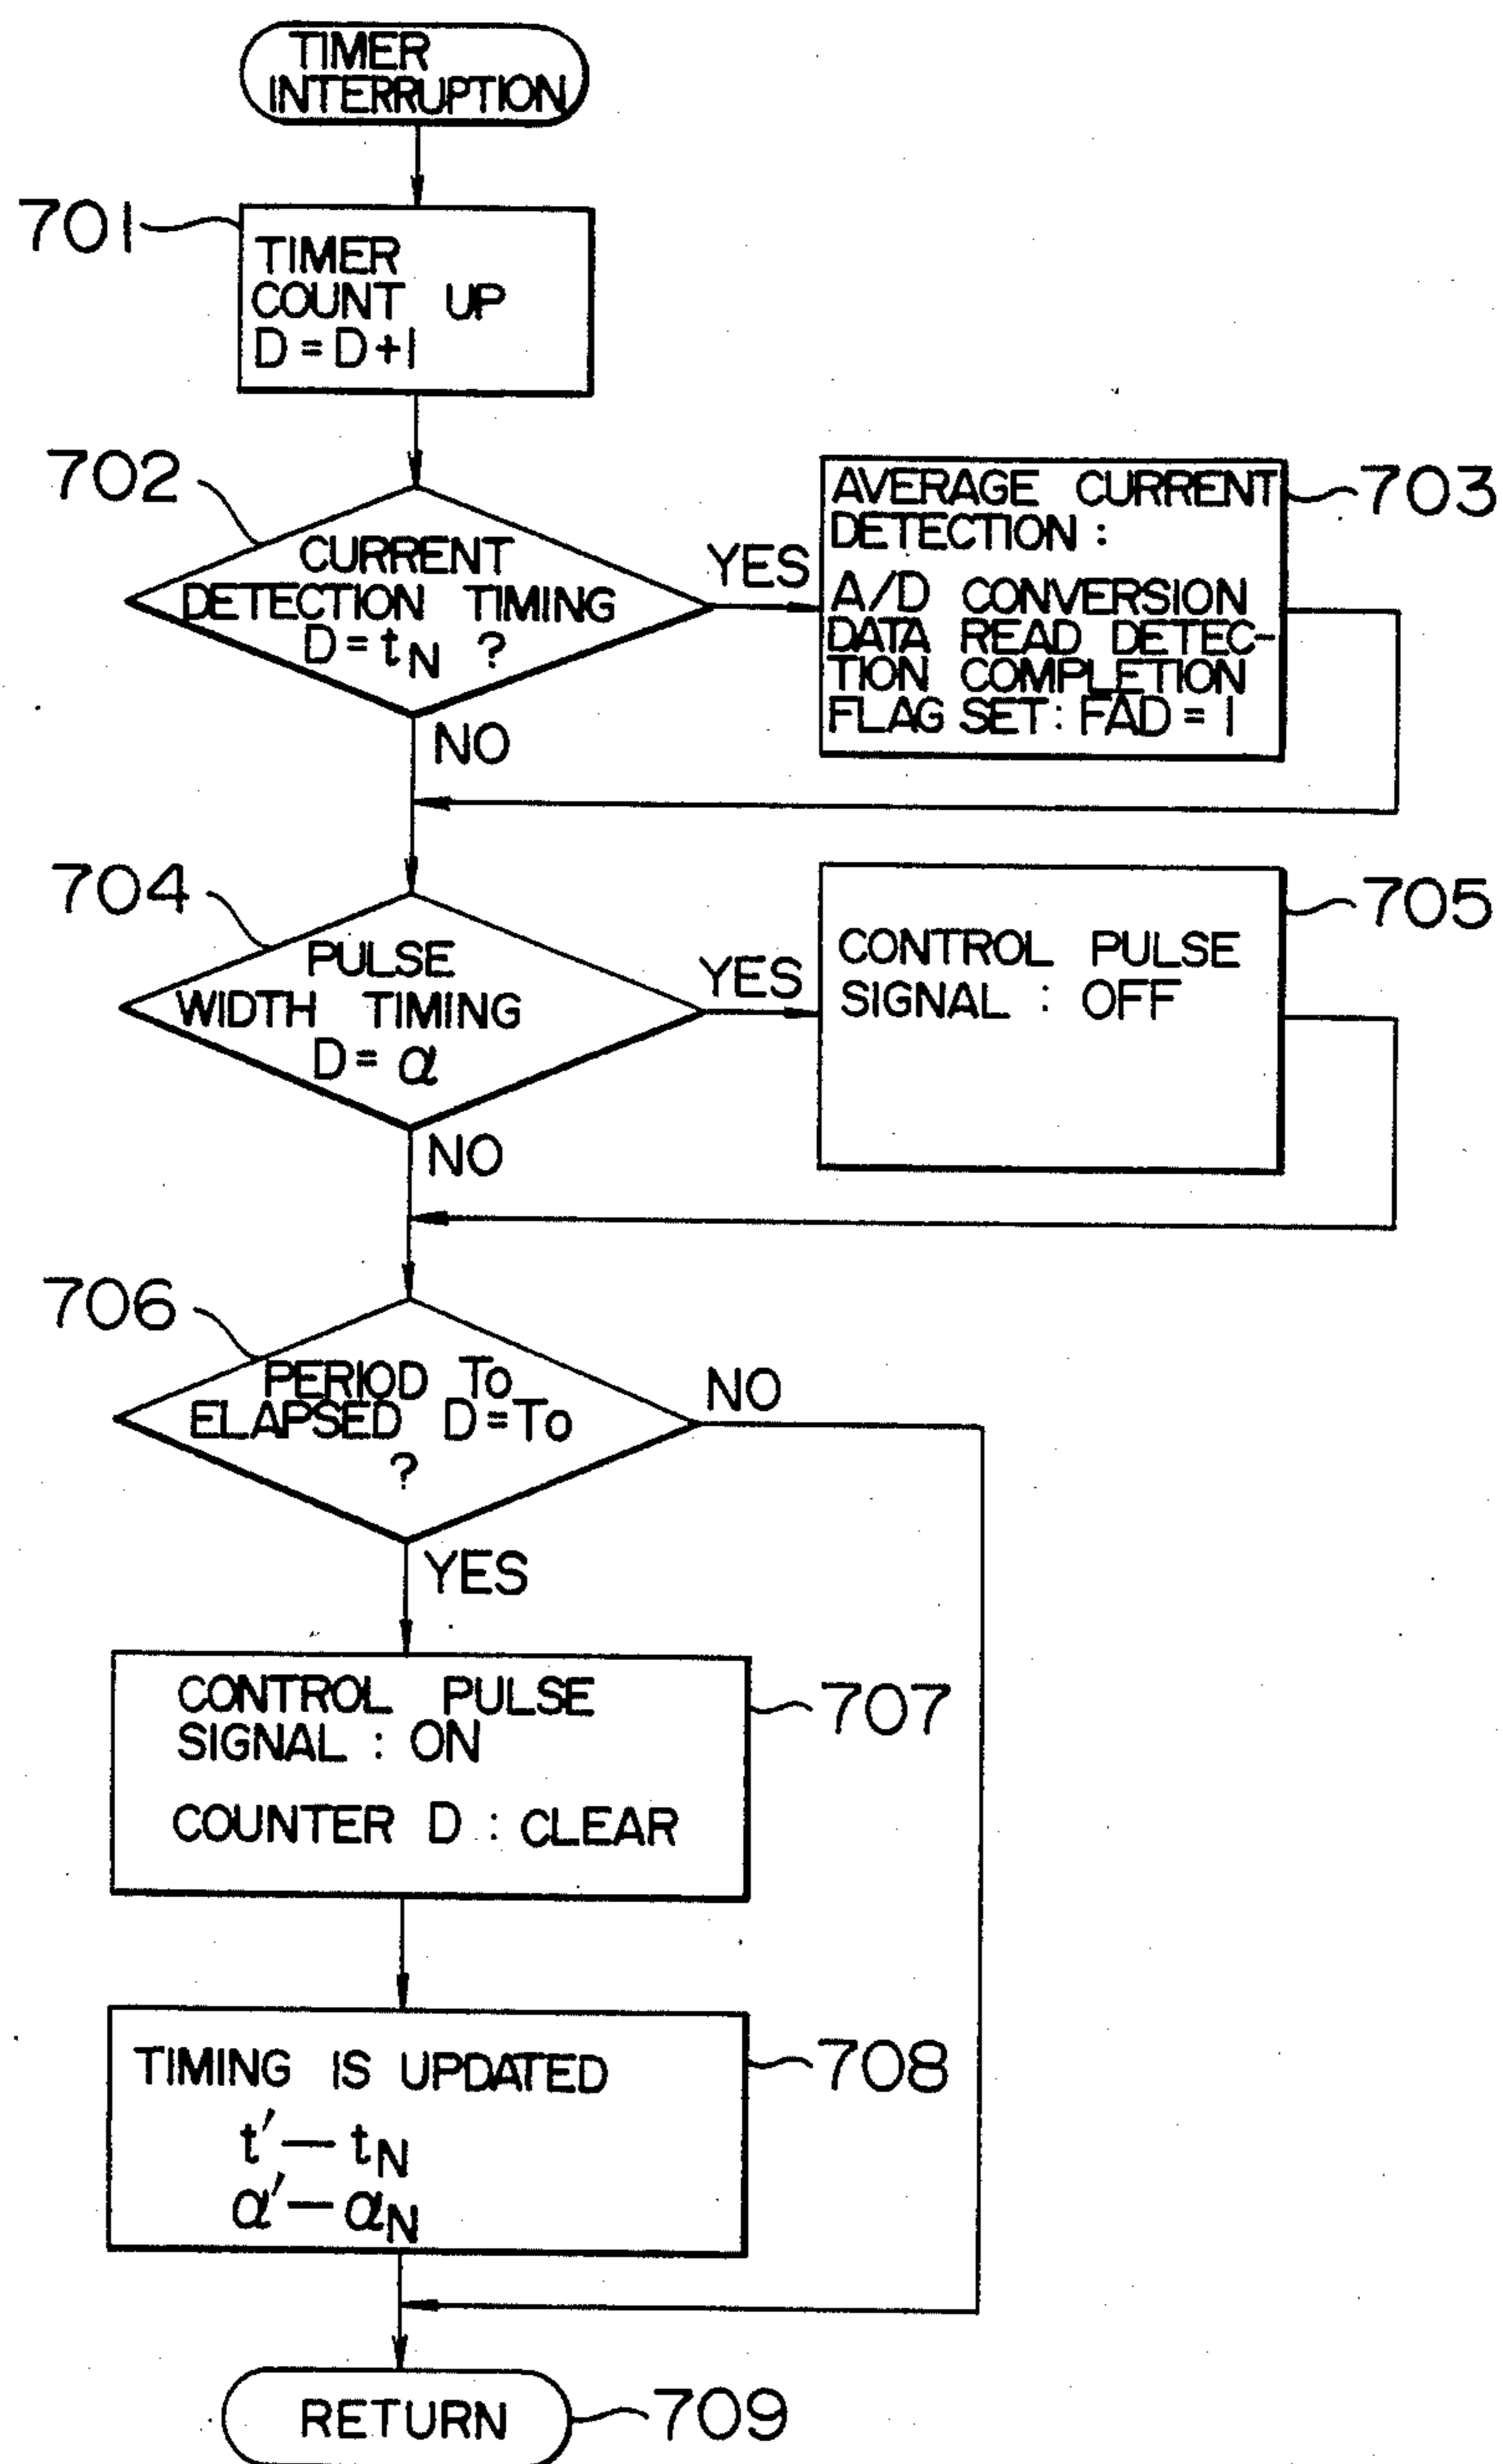 TIMER
INTERRUPTION
701
TIMER
COUNT UP
D = D+1
702
CURRENT
DETECTION TIMING
D = tN ?
YES
NO
AVERAGE CURRENT
DETECTION :
A/D CONVERSION
DATA READ DETEC-
TION COMPLETION
FLAG SET : FAD = 1
703
704
PULSE
WIDTH TIMING
D = α
YES
NO
CONTROL PULSE
SIGNAL : OFF
705
706
PERIOD To
ELAPSED D = To
?
NO
YES
CONTROL PULSE
SIGNAL : ON
COUNTER D : CLEAR
707
TIMING IS UPDATED
t' — tN
α' — αN
708
RETURN
709